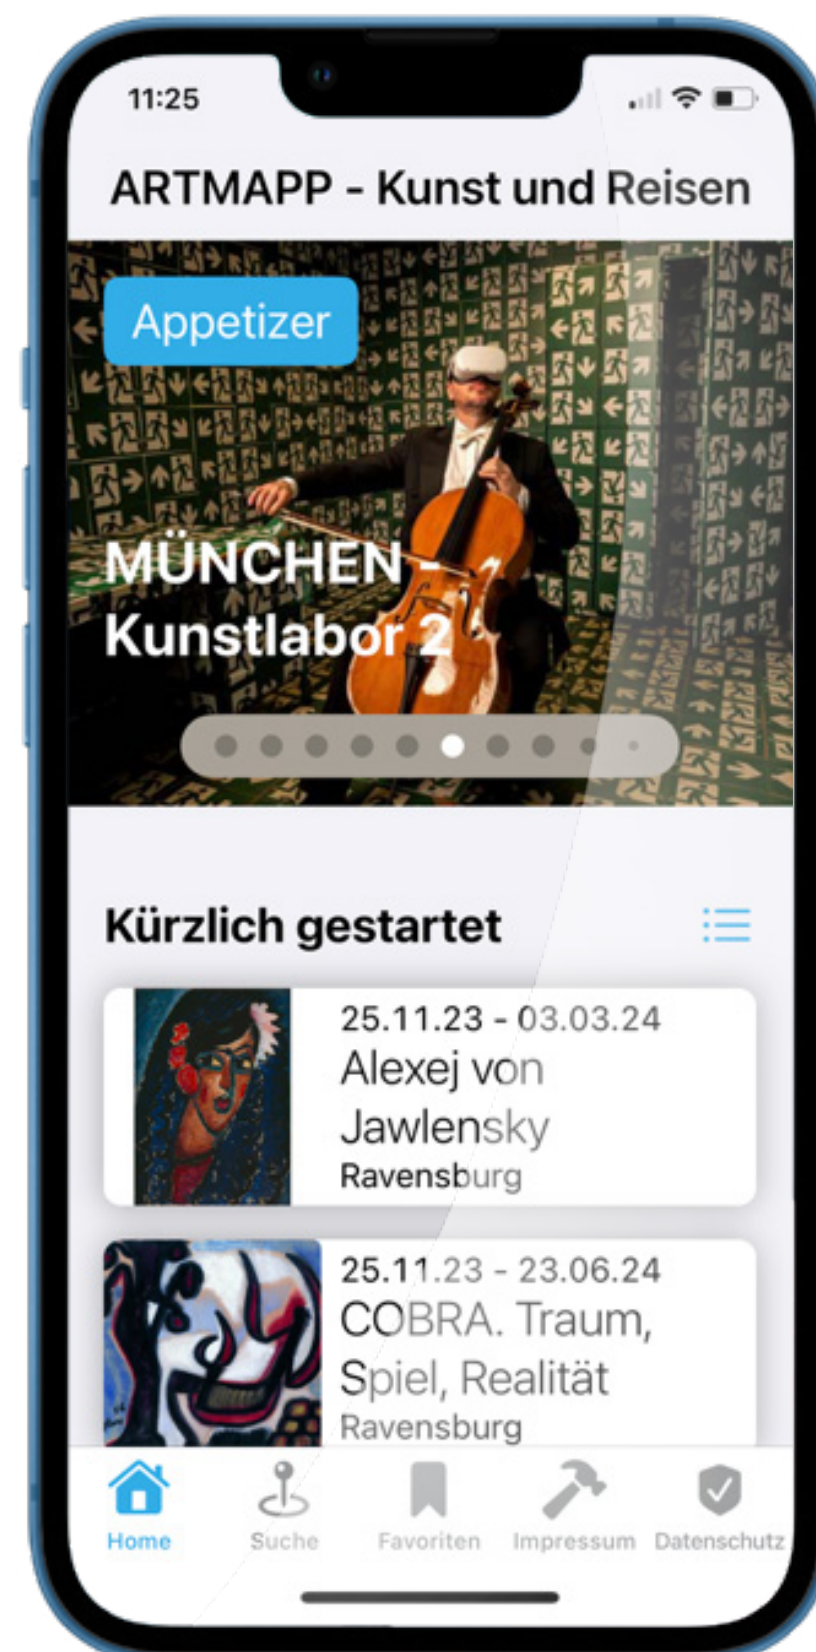 11:25
ARTMAPP - Kunst und Reisen
Appetizer
MÜNCHEN -
Kunstlabor 2
Kürzlich gestartet
25.11.23 - 03.03.24
Alexej von
Jawlensky
Ravensburg
25.11.23 - 23.06.24
COBRA. Traum,
Spiel, Realität
Ravensburg
Home Suche Favoriten Impressum Datenschutz